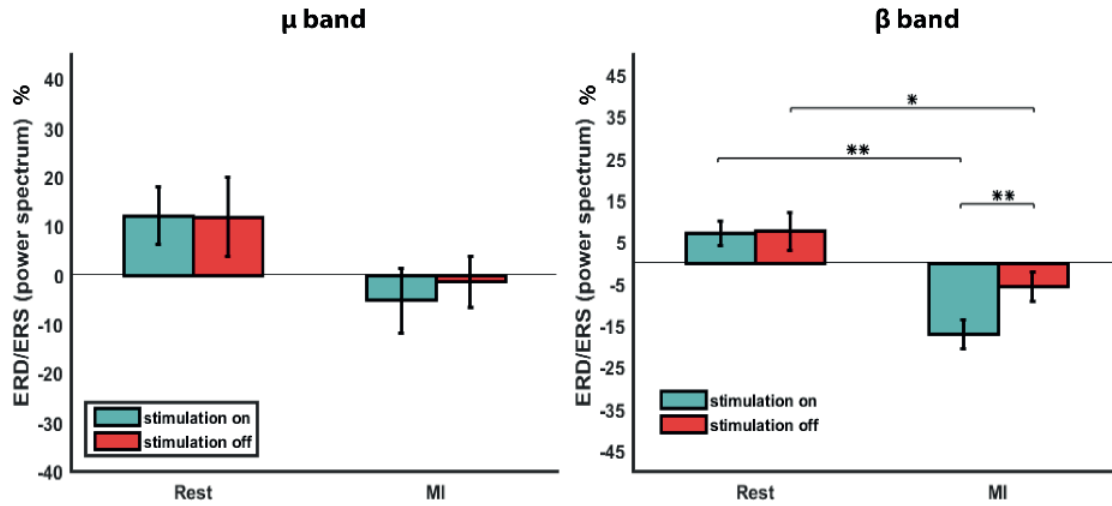 μ band
ERD/ERS (power spectrum) %
40
30
20
10
0
-10
-20
-30
-40
stimulation on
stimulation off
Rest
MI
β band
ERD/ERS (power spectrum) %
45
35
25
15
5
-5
-15
-25
-35
-45
*
**
**
stimulation on
stimulation off
Rest
MI